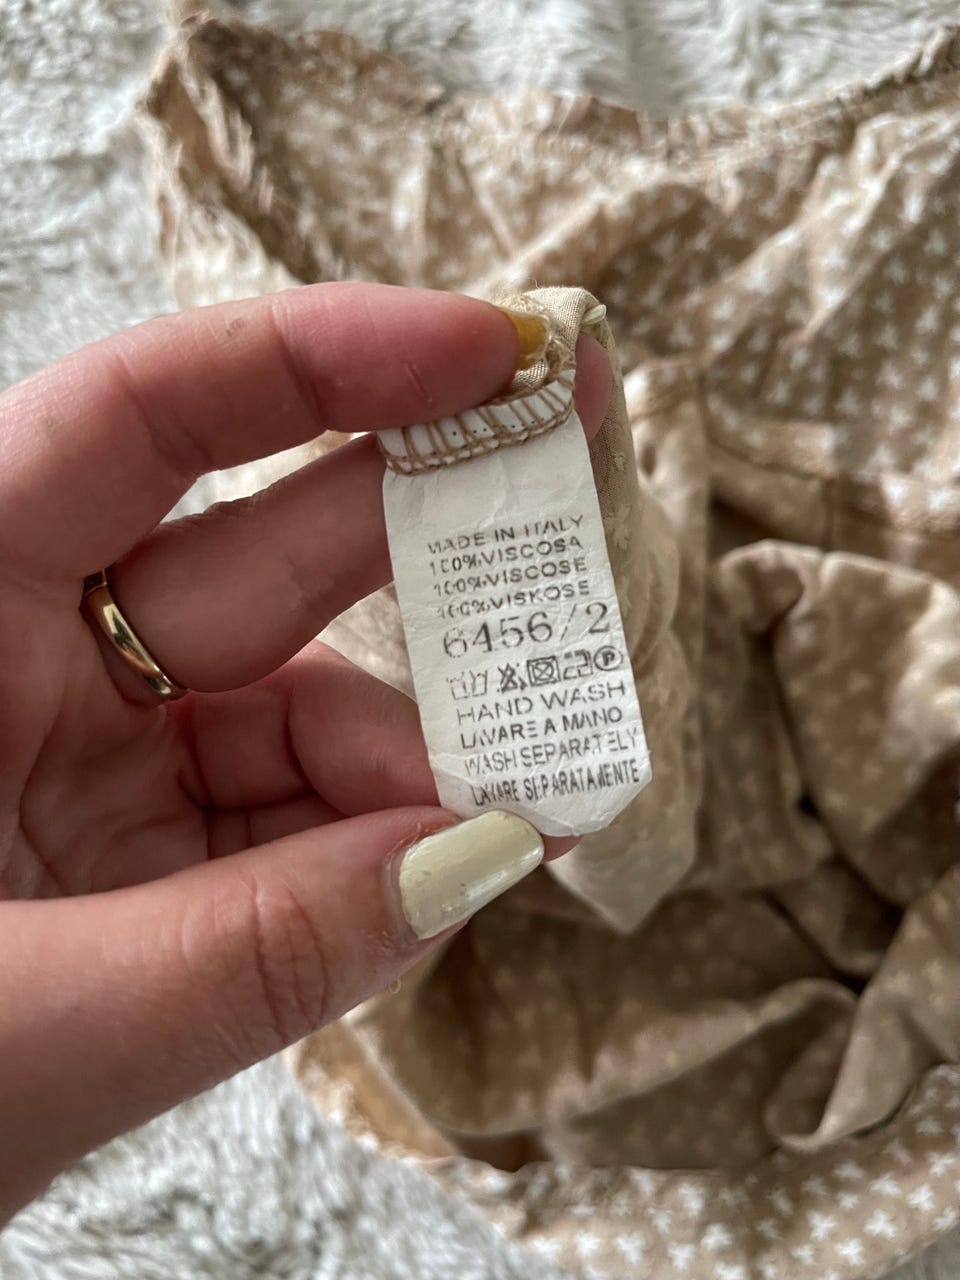 MADE IN ITALY
100%VISCOSA
100%VISCOSE
100%VISKOSE
6456/2
P
HAND WASH
LAVARE A MANO
WASH SEPARATELY
LAVARE SEPARATAMENTE